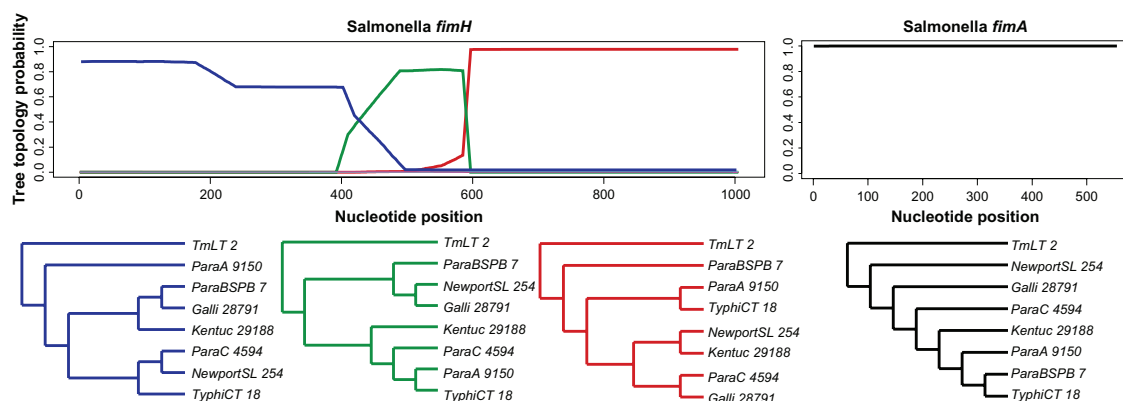 Salmonella fimH
Salmonella fimA
Tree topology probability
0.0 0.2 0.4 0.6 0.8 1.0
0 200 400 600 800 1000
Nucleotide position
0.0 0.2 0.4 0.6 0.8 1.0
0 100 200 300 400 500
Nucleotide position
TmLT 2
ParaA 9150
ParaBSPB 7
Galli 28791
Kentuc 29188
ParaC 4594
NewportSL 254
TyphiCT 18
TmLT 2
ParaBSPB 7
NewportSL 254
Galli 28791
Kentuc 29188
ParaC 4594
ParaA 9150
TyphiCT 18
TmLT 2
ParaBSPB 7
ParaA 9150
TyphiCT 18
NewportSL 254
Kentuc 29188
ParaC 4594
Galli 28791
TmLT 2
NewportSL 254
Galli 28791
ParaC 4594
Kentuc 29188
ParaA 9150
ParaBSPB 7
TyphiCT 18